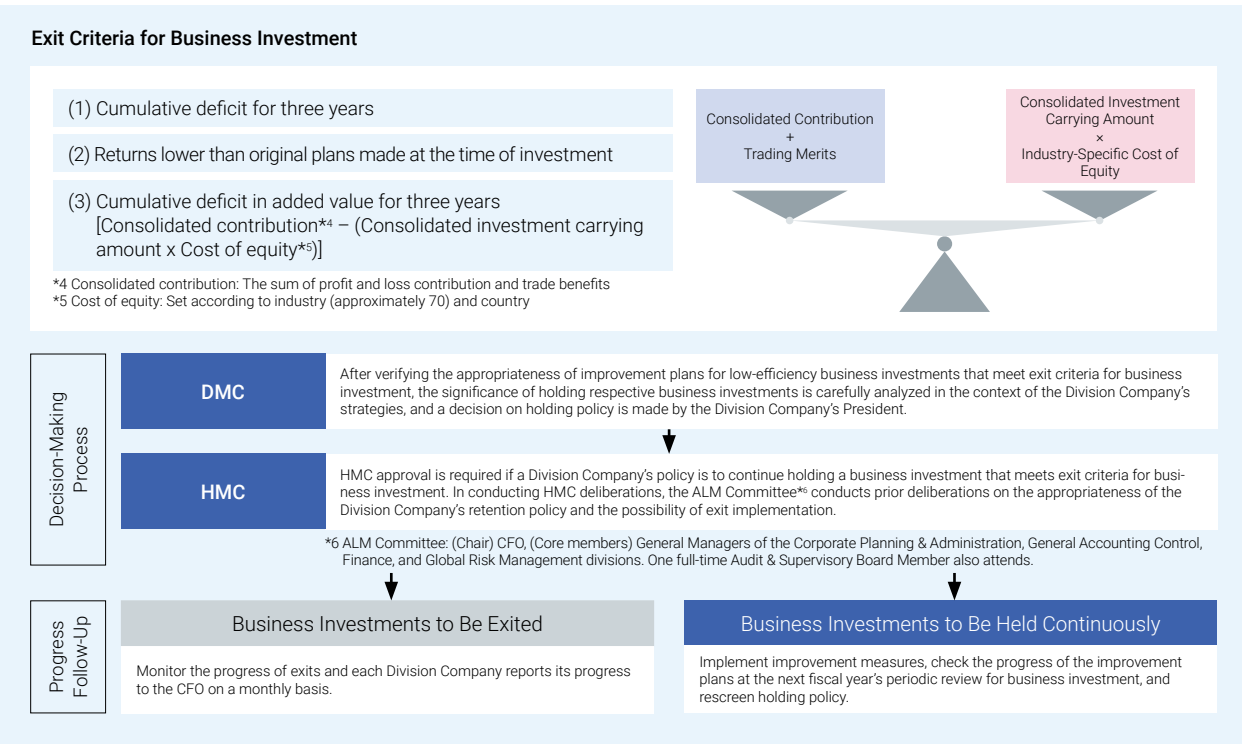 Exit Criteria for Business Investment
(1) Cumulative deficit for three years
(2) Returns lower than original plans made at the time of investment
(3) Cumulative deficit in added value for three years
[Consolidated contribution*4 – (Consolidated investment carrying
amount x Cost of equity*5)]
*4 Consolidated contribution: The sum of profit and loss contribution and trade benefits
*5 Cost of equity: Set according to industry (approximately 70) and country
Consolidated Contribution
+
Trading Merits
Consolidated Investment
Carrying Amount
×
Industry-Specific Cost of
Equity
Decision-Making
Process
DMC
After verifying the appropriateness of improvement plans for low-efficiency business investments that meet exit criteria for business
investment, the significance of holding respective business investments is carefully analyzed in the context of the Division Company's
strategies, and a decision on holding policy is made by the Division Company's President.
HMC
HMC approval is required if a Division Company's policy is to continue holding a business investment that meets exit criteria for busi-
ness investment. In conducting HMC deliberations, the ALM Committee*6 conducts prior deliberations on the appropriateness of the
Division Company's retention policy and the possibility of exit implementation.
*6 ALM Committee: (Chair) CFO, (Core members) General Managers of the Corporate Planning & Administration, General Accounting Control,
Finance, and Global Risk Management divisions. One full-time Audit & Supervisory Board Member also attends.
Progress
Follow-Up
Business Investments to Be Exited
Monitor the progress of exits and each Division Company reports its progress
to the CFO on a monthly basis.
Business Investments to Be Held Continuously
Implement improvement measures, check the progress of the improvement
plans at the next fiscal year's periodic review for business investment, and
rescreen holding policy.